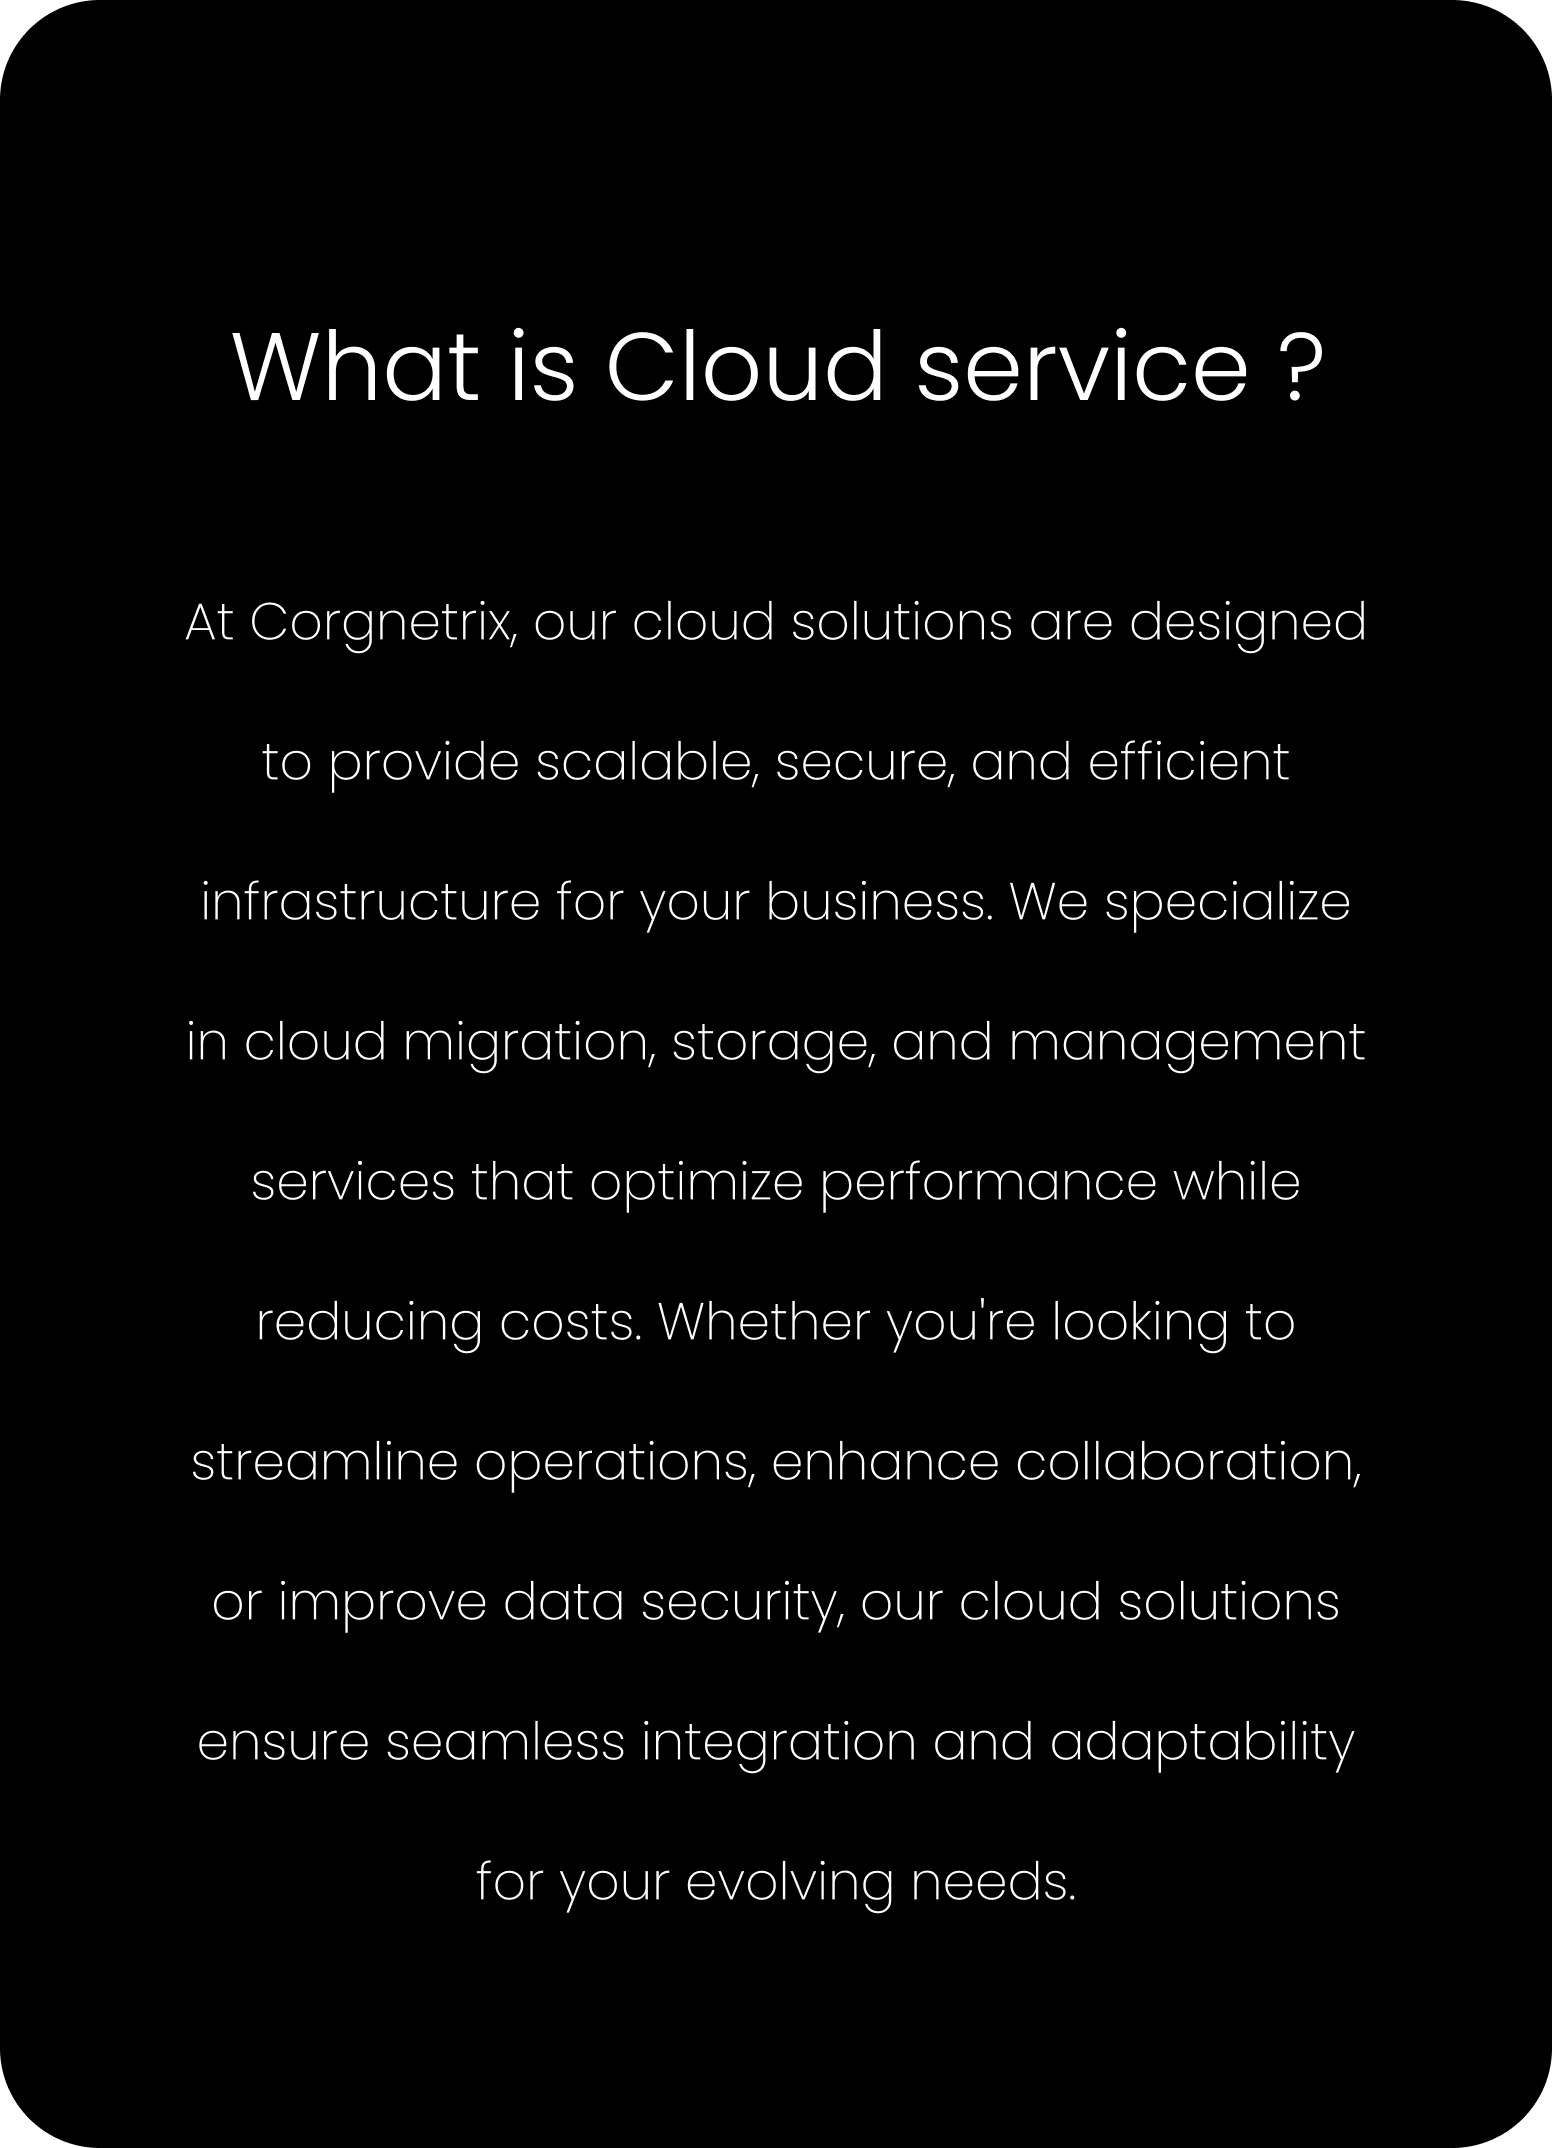 What is Cloud service ?
At Corgnetrix, our cloud solutions are designed
to provide scalable, secure, and efficient
infrastructure for your business. We specialize
in cloud migration, storage, and management
services that optimize performance while
reducing costs. Whether you're looking to
streamline operations, enhance collaboration,
or improve data security, our cloud solutions
ensure seamless integration and adaptability
for your evolving needs.